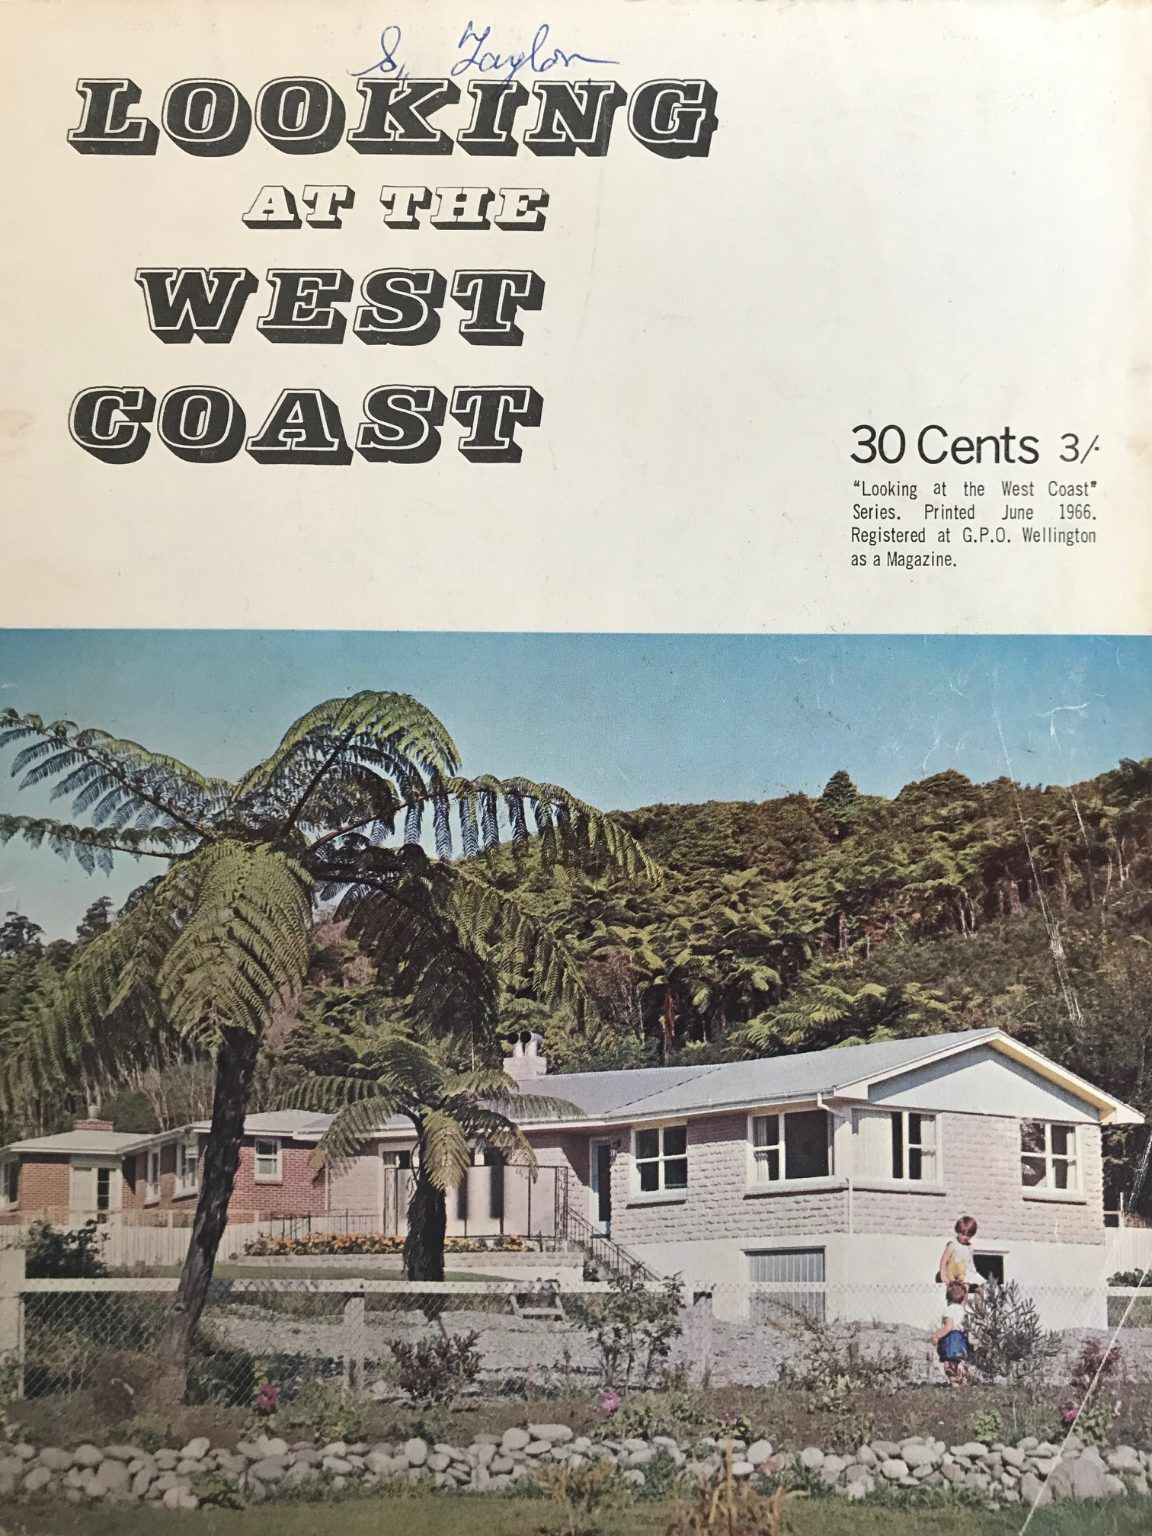 S. Taylor
LOOKING
AT THE
WEST
COAST
30 Cents 3/-
"Looking at the West Coast"
Series. Printed June 1966.
Registered at G.P.O. Wellington
as a Magazine.